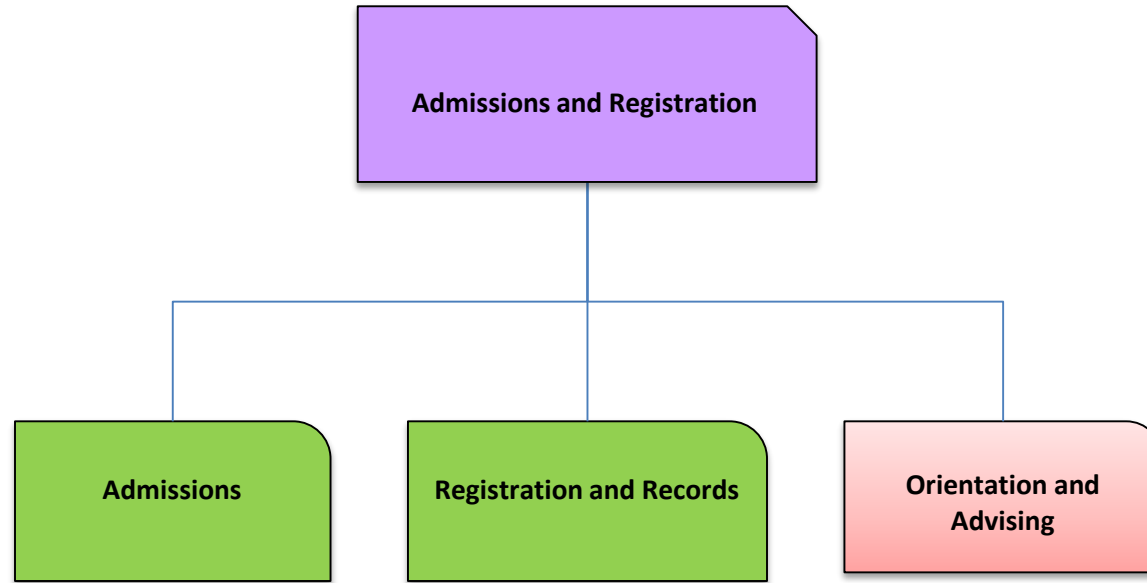 Admissions and Registration
Admissions
Registration and Records
Orientation and
Advising